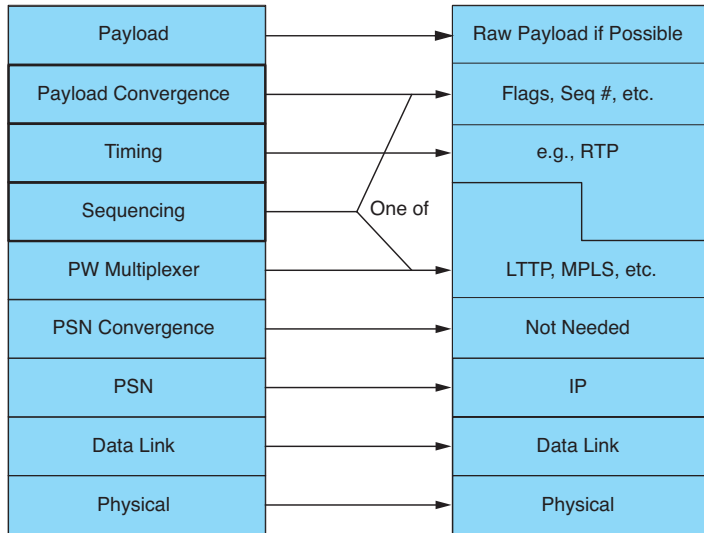 Payload
Raw Payload if Possible
Payload Convergence
Flags, Seq #, etc.
Timing
e.g., RTP
Sequencing
One of
PW Multiplexer
LTTP, MPLS, etc.
PSN Convergence
Not Needed
PSN
IP
Data Link
Data Link
Physical
Physical